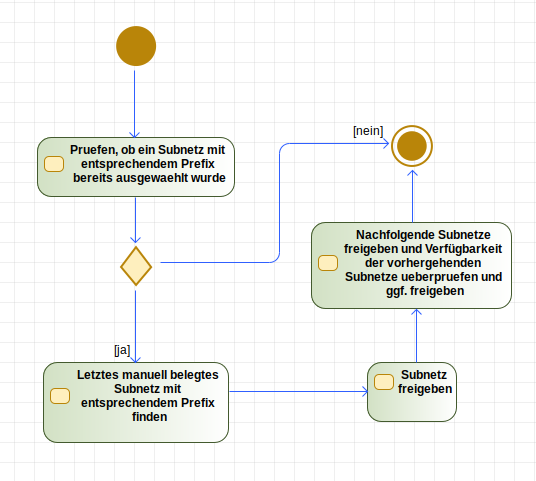 Pruefen, ob ein Subnetz mit
entsprechendem Prefix
bereits ausgewaehlt wurde
[nein]
[ja]
Letztes manuell belegtes
Subnetz mit
entsprechendem Prefix
finden
Subnetz
freigeben
Nachfolgende Subnetze
freigeben und Verfügbarkeit
der vorhergehenden
Subnetze ueberpruefen und
ggf. freigeben